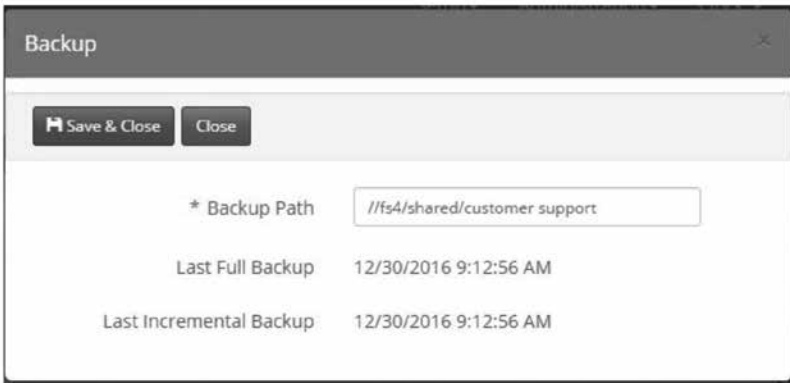 Backup
Save & Close Close
* Backup Path //fs4/shared/customer support
Last Full Backup 12/30/2016 9:12:56 AM
Last Incremental Backup 12/30/2016 9:12:56 AM